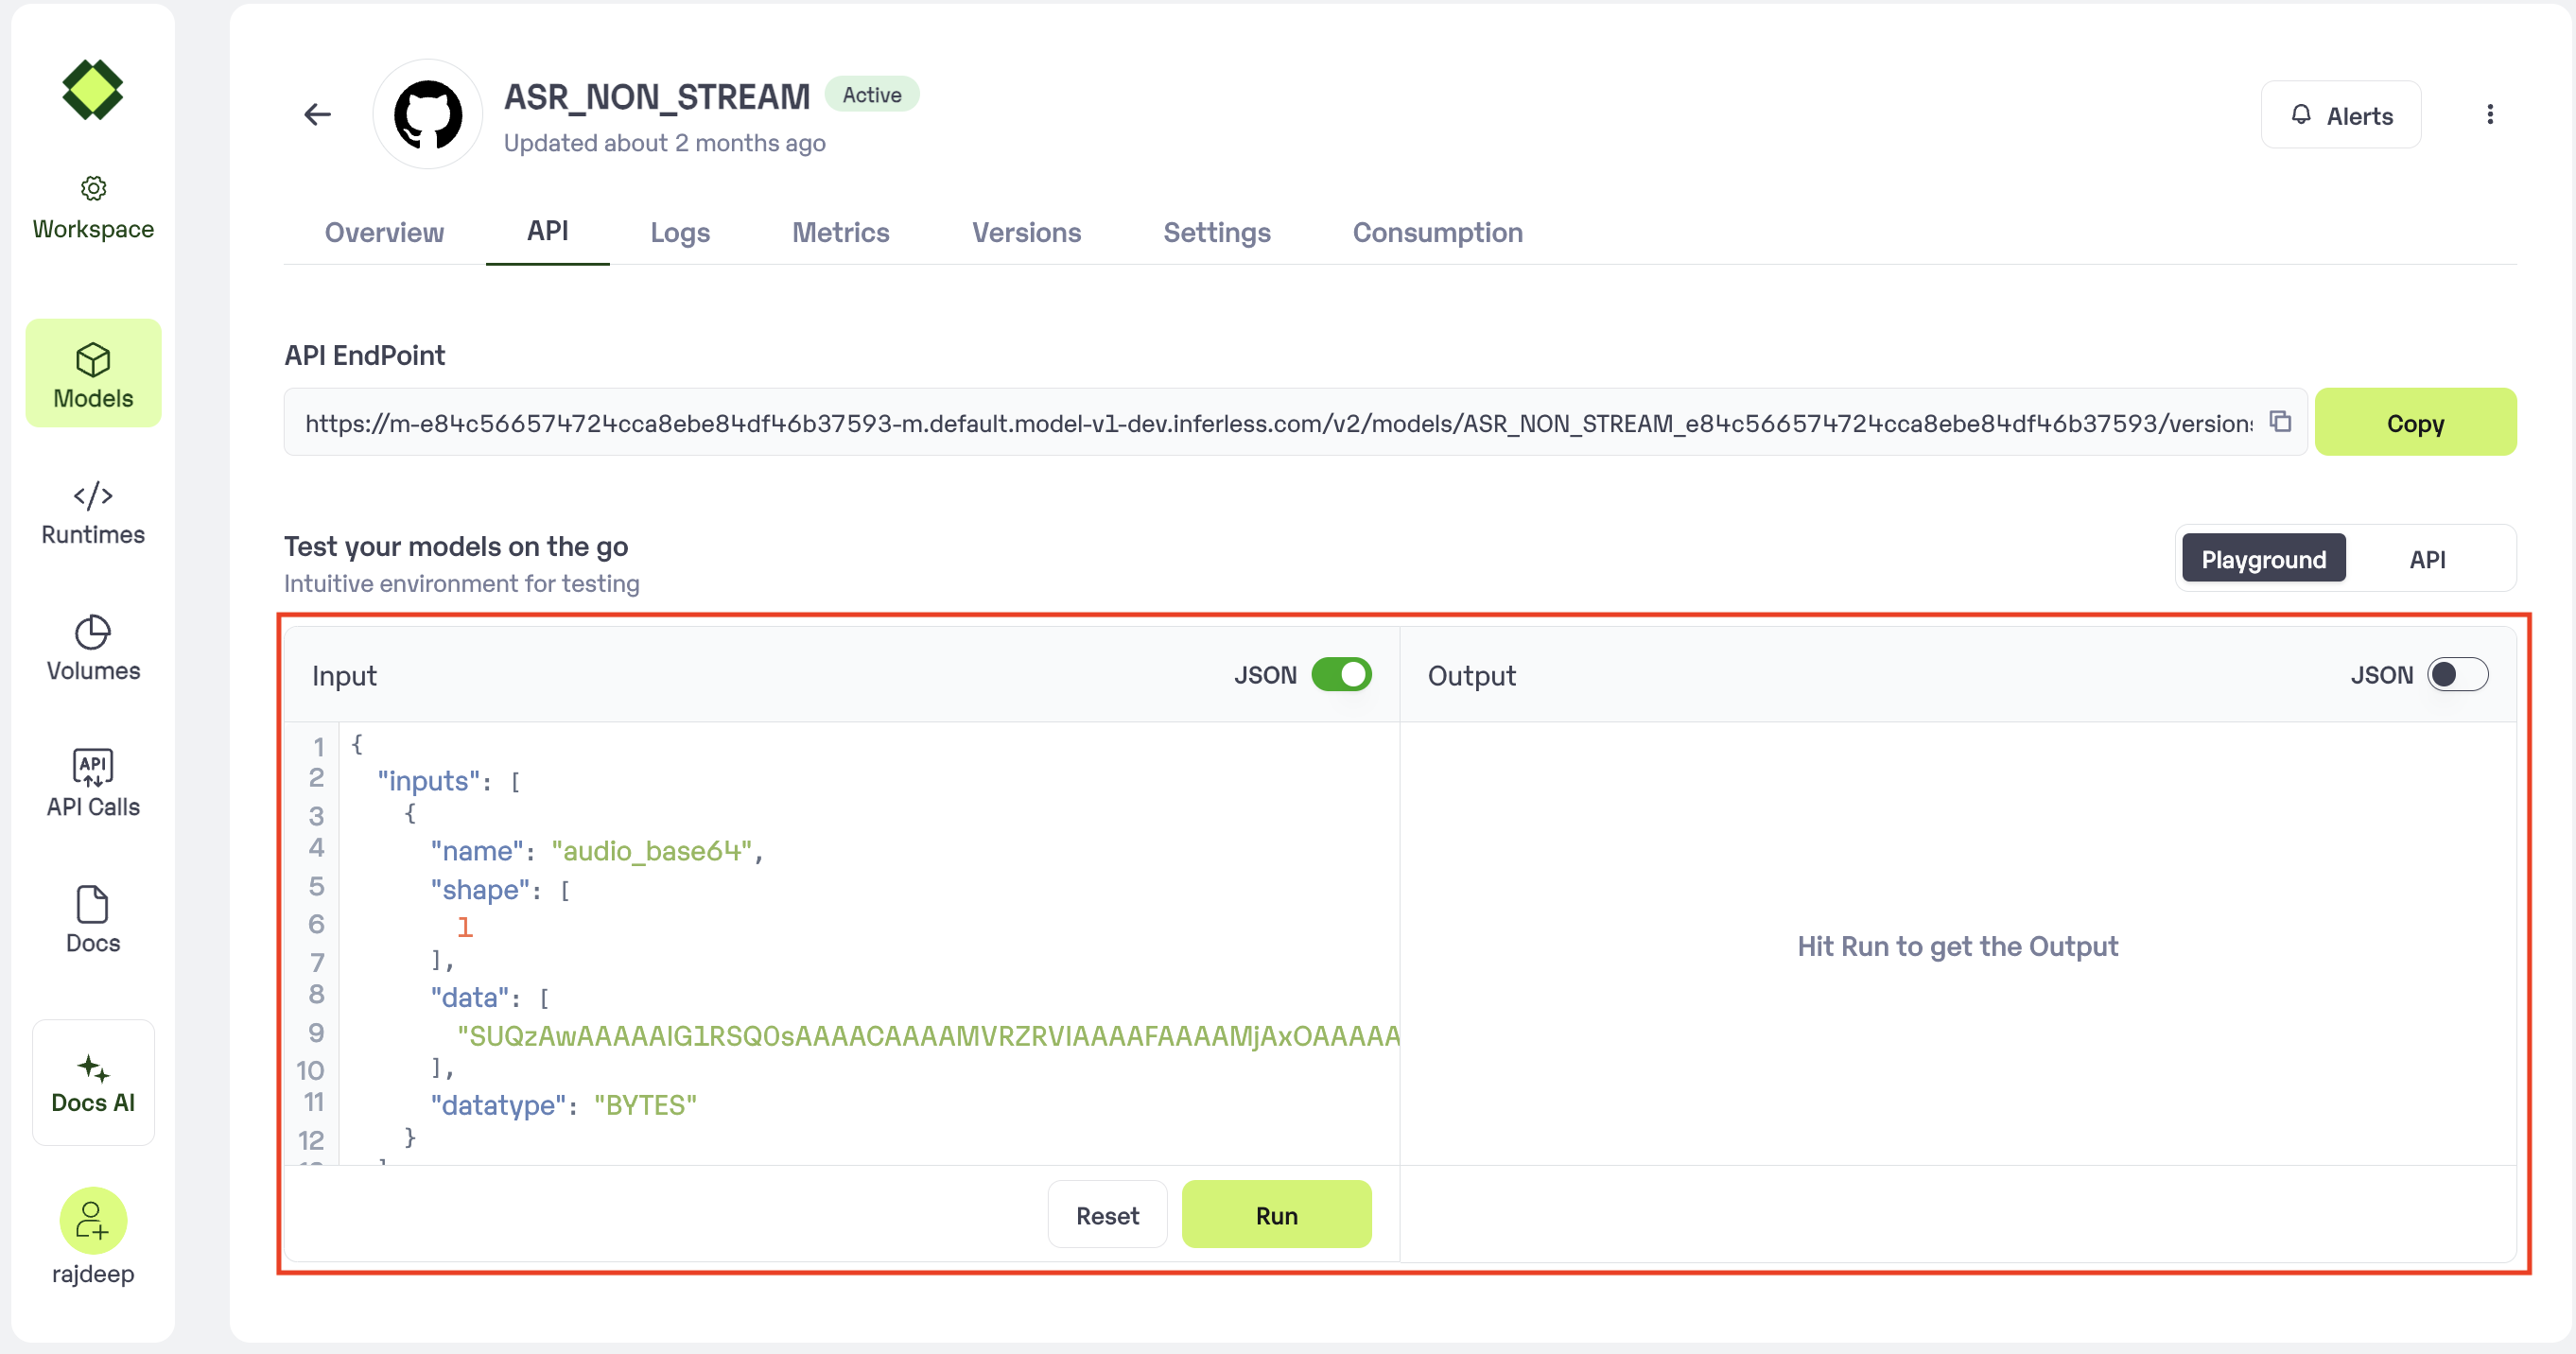 Workspace
Models
Runtimes
Volumes
API
API Calls
Docs
Docs AI
rajdeep
ASR_NON_STREAM Active
Updated about 2 months ago
Alerts
Overview API Logs Metrics Versions Settings Consumption
API EndPoint
https://m-e84c566574724cca8ebe84df46b37593-m.default.model-v1-dev.inferless.com/v2/models/ASR_NON_STREAM_e84c566574724cca8ebe84df46b37593/version
Copy
Test your models on the go
Intuitive environment for testing
Playground API
Input JSON
1 {
2 "inputs": [
3 {
4 "name": "audio_base64",
5 "shape": [
6 1
7 ],
8 "data": [
9 "SUQzAwAAAAAIG1RSQ0sAAAACAAAAMVRZRVIAAAAFAAAAMjAxOAAAAA
10 ],
11 "datatype": "BYTES"
12 }
Reset Run
Output JSON
Hit Run to get the Output